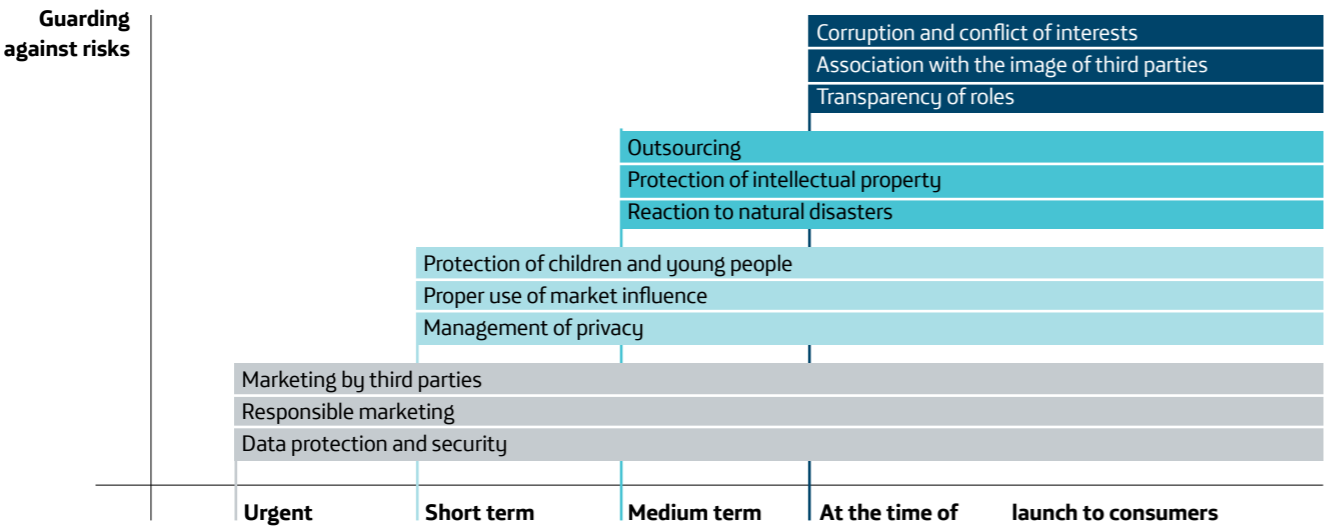 Guarding
against risks
Corruption and conflict of interests
Association with the image of third parties
Transparency of roles
Outsourcing
Protection of intellectual property
Reaction to natural disasters
Protection of children and young people
Proper use of market influence
Management of privacy
Marketing by third parties
Responsible marketing
Data protection and security
Urgent
Short term
Medium term
At the time of launch to consumers